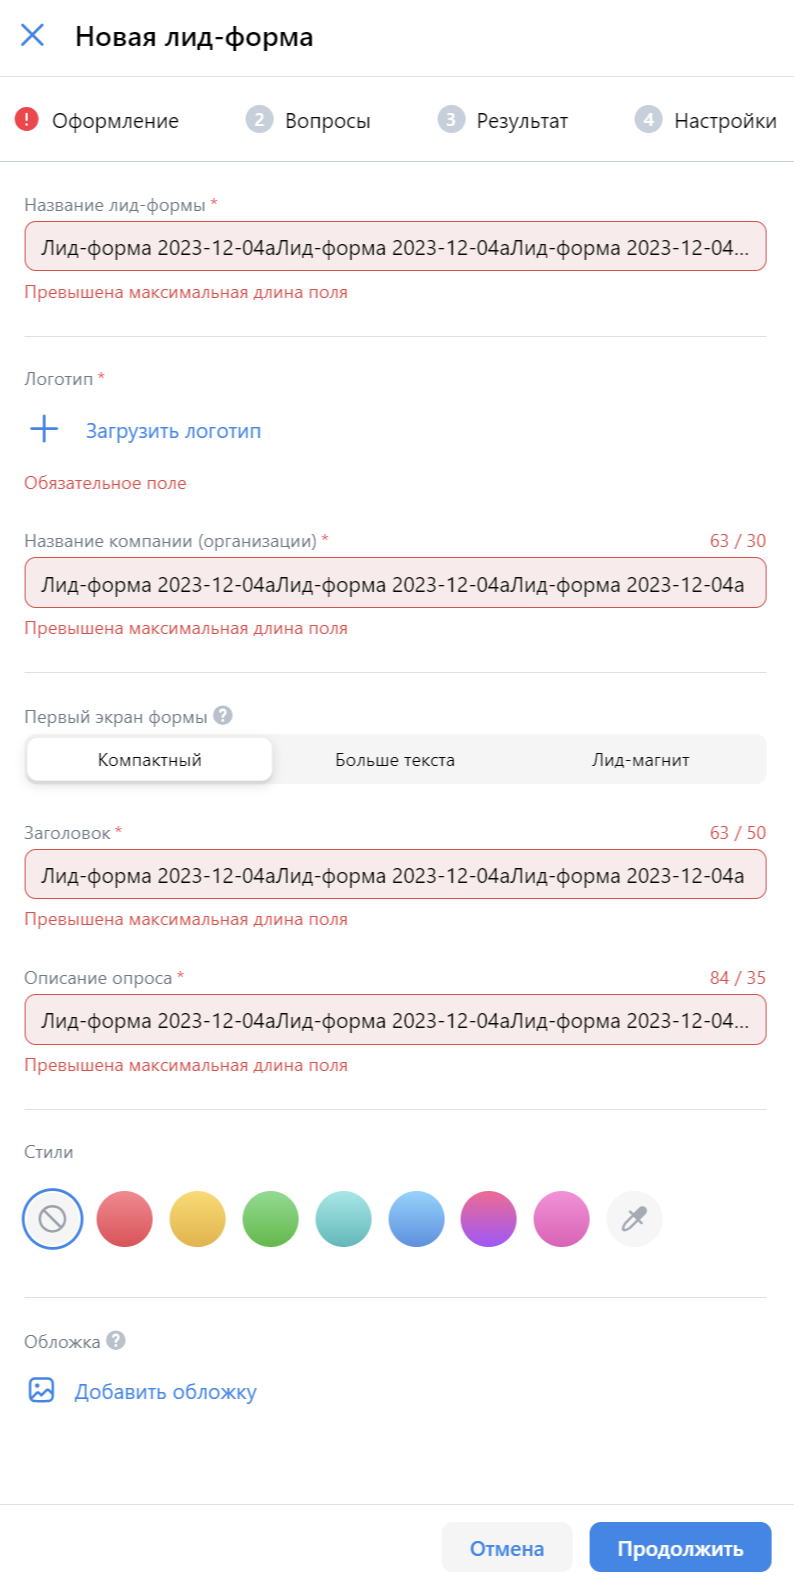 Новая лид-форма
! Оформление 2 Вопросы 3 Результат 4 Настройки
Название лид-формы *
Лид-форма 2023-12-04аЛид-форма 2023-12-04аЛид-форма 2023-12-04...
Превышена максимальная длина поля
Логотип *
Загрузить логотип
Обязательное поле
Название компании (организации) * 63 / 30
Лид-форма 2023-12-04аЛид-форма 2023-12-04аЛид-форма 2023-12-04а
Превышена максимальная длина поля
Первый экран формы ?
Компактный Больше текста Лид-магнит
Заголовок * 63 / 50
Лид-форма 2023-12-04аЛид-форма 2023-12-04аЛид-форма 2023-12-04а
Превышена максимальная длина поля
Описание опроса * 84 / 35
Лид-форма 2023-12-04аЛид-форма 2023-12-04аЛид-форма 2023-12-04...
Превышена максимальная длина поля
Стили
Обложка ?
Добавить обложку
Отмена Продолжить